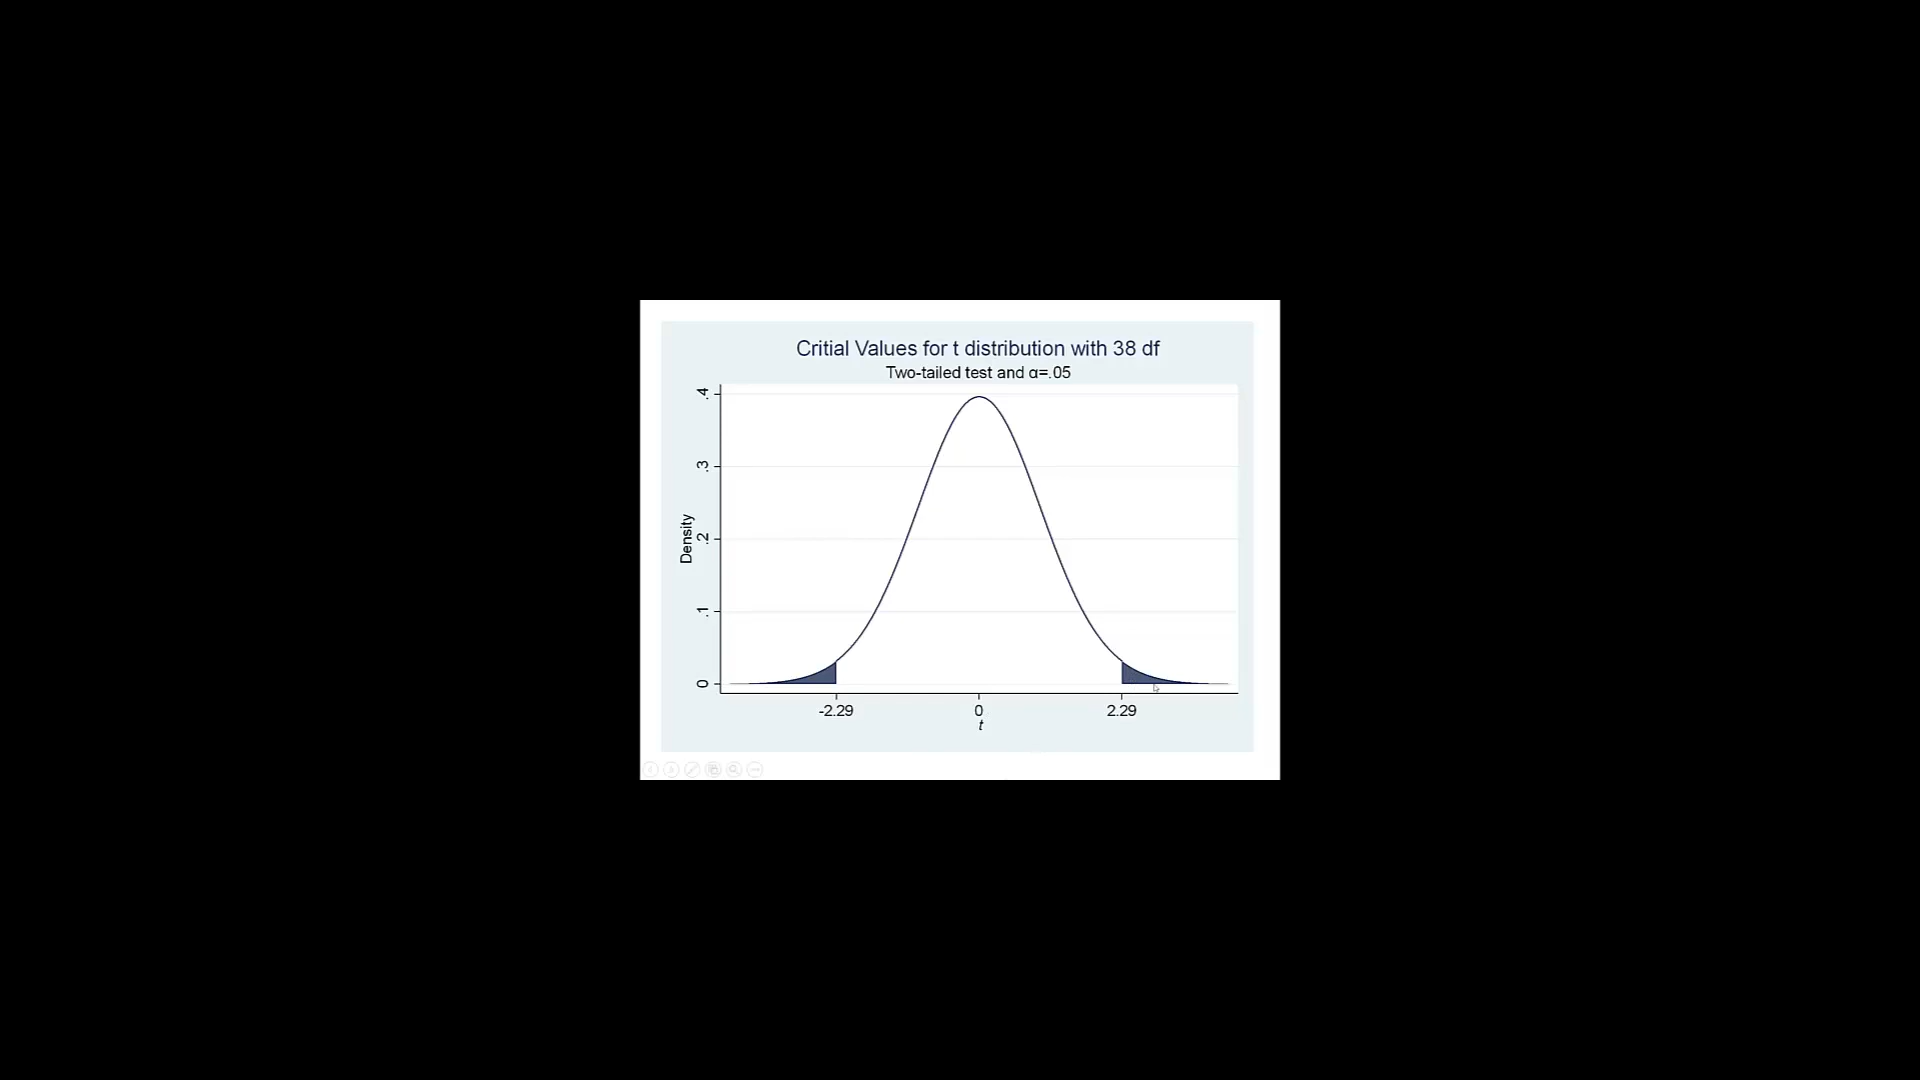 Critial Values for t distribution with 38 df
Two-tailed test and α=.05
.4
.3
.2
.1
0
Density
-2.29
0
2.29
t